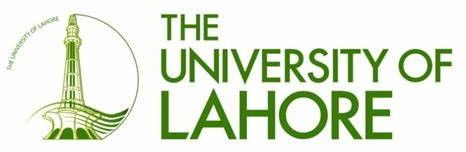 THE UNIVERSITY OF LAHORE
THE
UNIVERSITY OF
LAHORE